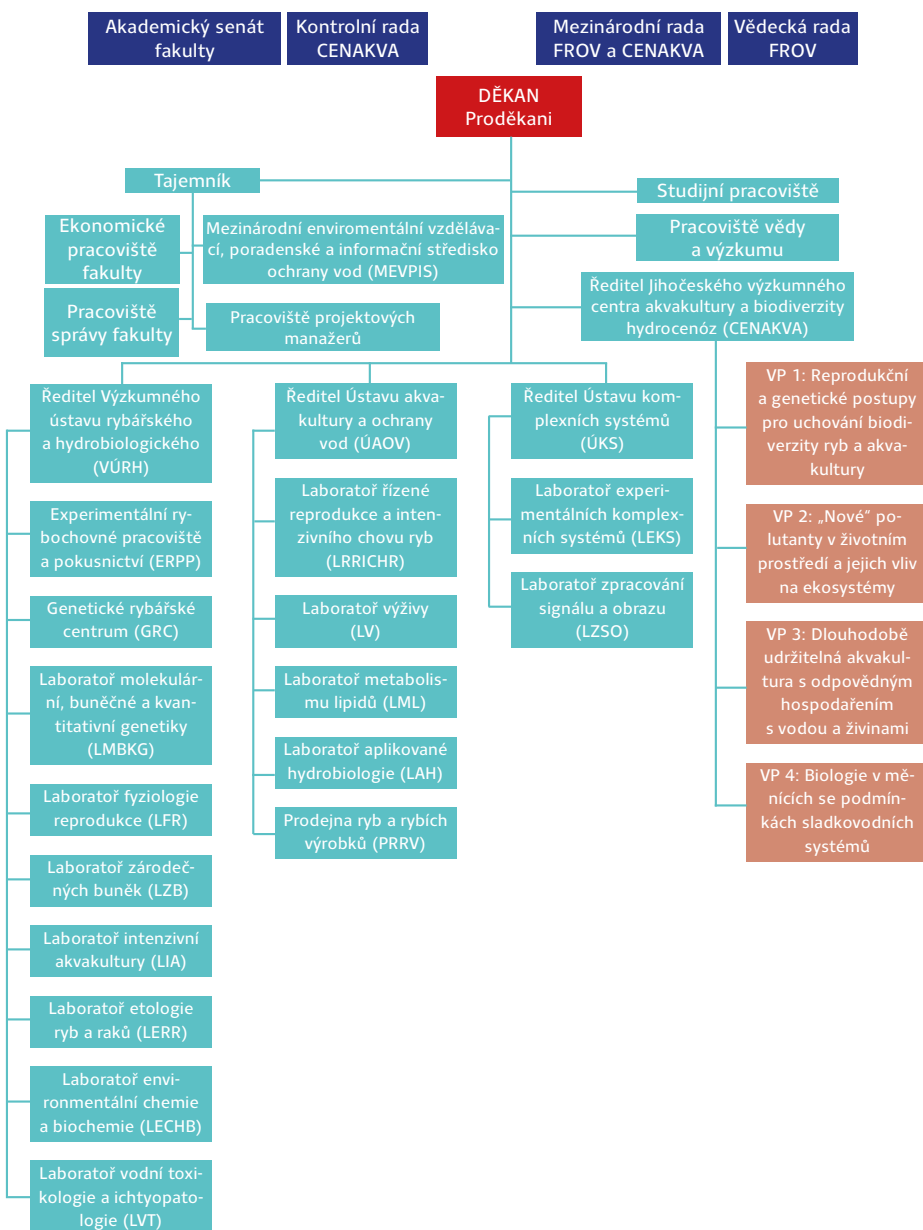 Akademický senát
fakulty
Kontrolní rada
CENAKVA
Mezinárodní rada
FROV a CENAKVA
Vědecká rada
FROV
DĚKAN
Proděkani
Tajemník
Studijní pracoviště
Ekonomické
pracoviště
fakulty
Mezinárodní enviromentální vzděláva-
cí, poradenské a informační středisko
ochrany vod (MEVPIS)
Pracoviště vědy
a výzkumu
Pracoviště
správy fakulty
Pracoviště projektových
manažerů
Ředitel Jihočeského výzkumného
centra akvakultury a biodiverzity
hydrocenóz (CENAKVA)
Ředitel Výzkumného
ústavu rybářského
a hydrobiologického
(VÚRH)
Experimentální ry-
bochovné pracoviště
a pokusnictví (ERPP)
Genetické rybářské
centrum (GRC)
Laboratoř molekulár-
ní, buněčné a kvan-
titativní genetiky
(LMBKG)
Laboratoř fyziologie
reprodukce (LFR)
Laboratoř zárodeč-
ných buněk (LZB)
Laboratoř intenzivní
akvakultury (LIA)
Laboratoř etologie
ryb a raků (LERR)
Laboratoř envi-
ronmentální chemie
a biochemie (LECHB)
Laboratoř vodní toxi-
kologie a ichtyopato-
logie (LVT)
Ředitel Ústavu akva-
kultury a ochrany
vod (ÚAOV)
Laboratoř řízené
reprodukce a inten-
zivního chovu ryb
(LRRICHR)
Laboratoř výživy
(LV)
Laboratoř metabolis-
mu lipidů (LML)
Laboratoř aplikované
hydrobiologie (LAH)
Prodejna ryb a rybích
výrobků (PRRV)
Ředitel Ústavu kom-
plexních systémů
(ÚKS)
Laboratoř experi-
mentálních komplex-
ních systémů (LEKS)
Laboratoř zpracování
signálu a obrazu
(LZSO)
VP 1: Reprodukční
a genetické postupy
pro uchování biodi-
verzity ryb a akva-
kultury
VP 2: „Nové" po-
lutanty v životním
prostředí a jejich vliv
na ekosystémy
VP 3: Dlouhodobě
udržitelná akvakul-
tura s odpovědným
hospodařením
s vodou a živinami
VP 4: Biologie v mě-
nících se podmín-
kách sladkovodních
systémů